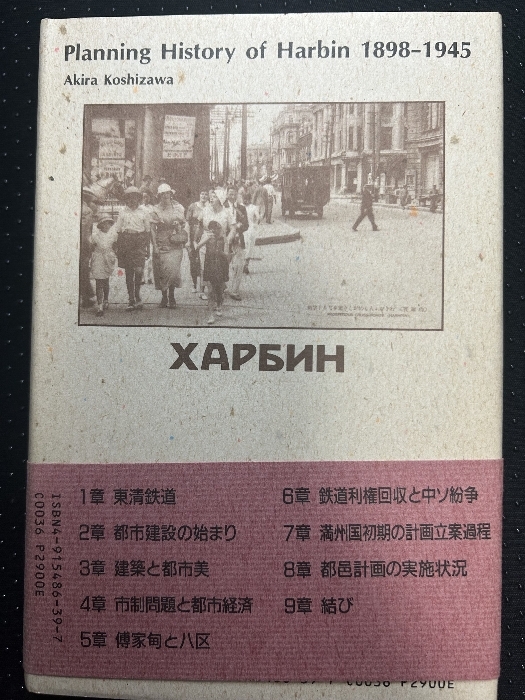 Planning History of Harbin 1898–1945
Akira Koshizawa
ХАРБИН
1章 東清鉄道
2章 都市建設の始まり
3章 建築と都市美
4章 市制問題と都市経済
5章 傅家甸と八区
6章 鉄道利権回収と中ソ紛争
7章 満州国初期の計画立案過程
8章 都邑計画の実施状況
9章 結び
ISBN4-915486-39-7
C0036 P2900E
C0036 P2900E